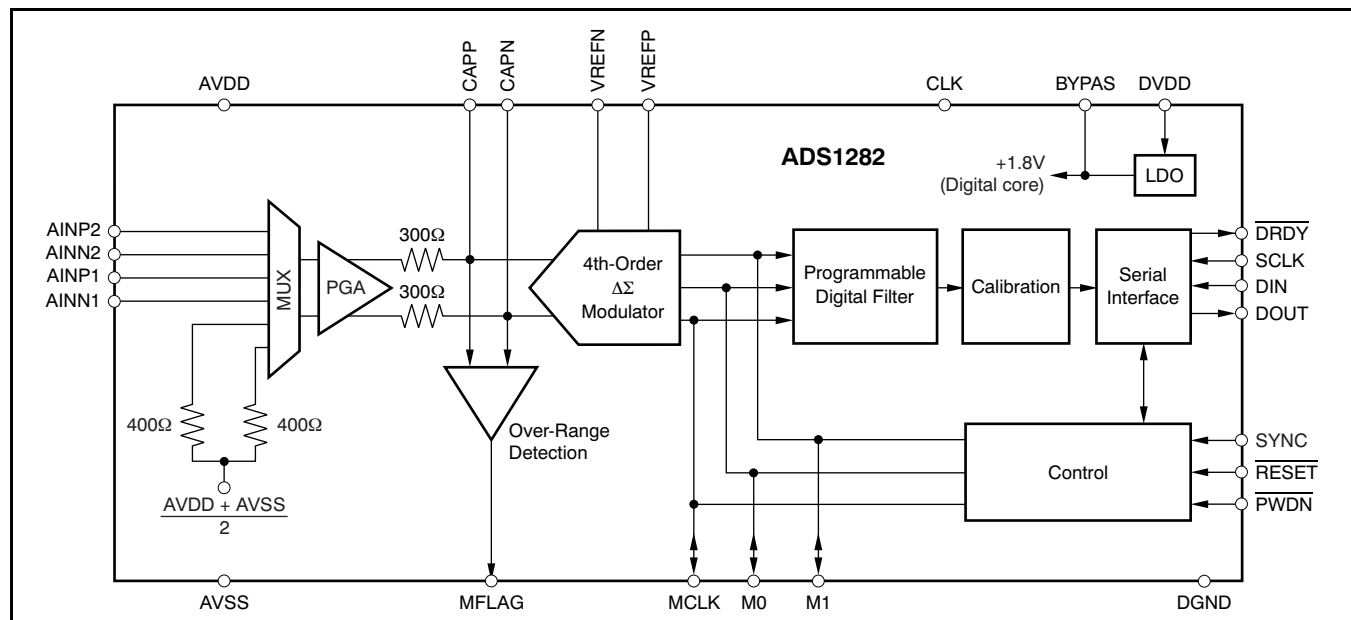 CAPP
CAPN
VREFN
VREFP
AVDD
CLK
BYPAS
DVDD
ADS1282
+1.8V
(Digital core)
LDO
AINP2
AINN2
AINP1
AINN1
MUX
PGA
300Ω
300Ω
4th-Order
ΔΣ
Modulator
Programmable
Digital Filter
Calibration
Serial
Interface
DRDY
SCLK
DIN
DOUT
400Ω
400Ω
Over-Range
Detection
AVDD + AVSS
2
Control
SYNC
RESET
PWDN
AVSS
MFLAG
MCLK
M0
M1
DGND